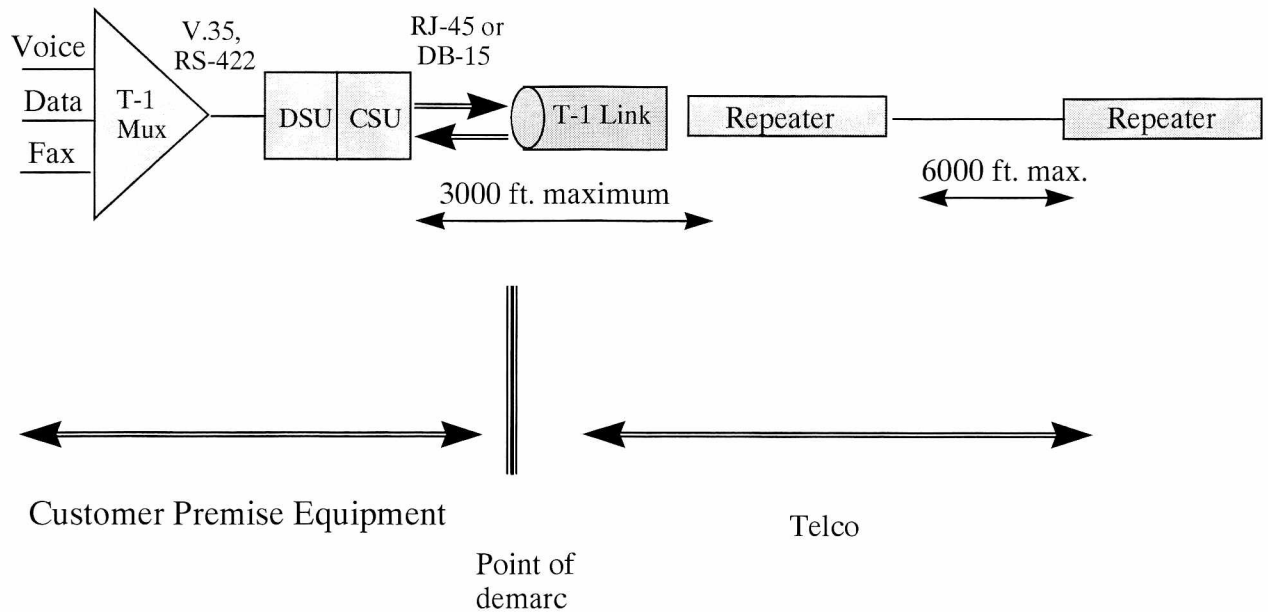 Voice
Data
Fax
T-1
Mux
V.35,
RS-422
DSU
CSU
RJ-45 or
DB-15
T-1 Link
Repeater
Repeater
3000 ft. maximum
6000 ft. max.
Customer Premise Equipment
Point of
demarc
Telco